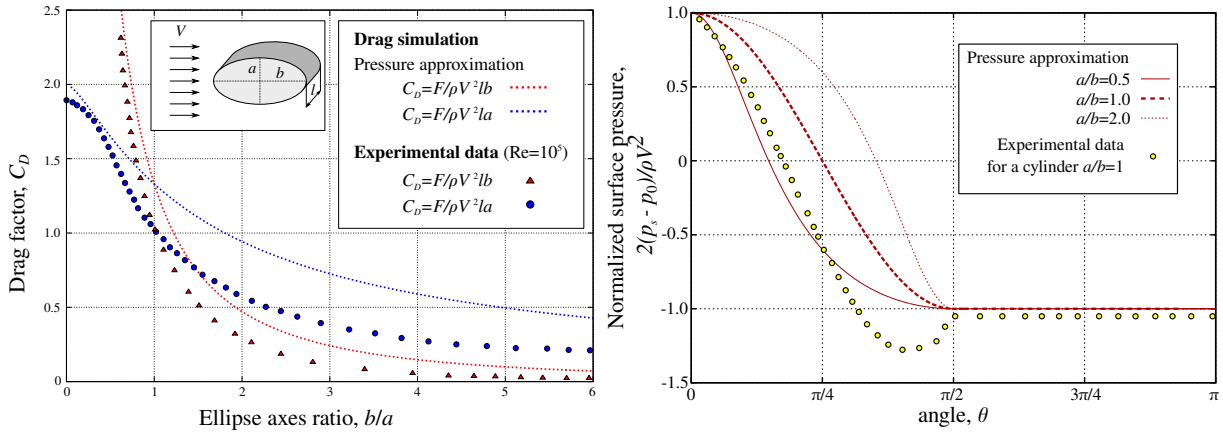 V
a
b
l
Drag simulation
Pressure approximation
C_D=F/ρV²lb
C_D=F/ρV²la
Experimental data (Re=10⁵)
C_D=F/ρV²lb
C_D=F/ρV²la
Drag factor, C_D
2.5
2.0
1.5
1.0
0.5
0
0
1
2
3
4
5
6
Ellipse axes ratio, b/a
Normalized surface pressure,
2(pₛ - p₀)/ρV²
1.0
0.5
0
-0.5
-1.0
-1.5
Pressure approximation
a/b=0.5
a/b=1.0
a/b=2.0
Experimental data
for a cylinder a/b=1
0
π/4
π/2
3π/4
π
angle, θ